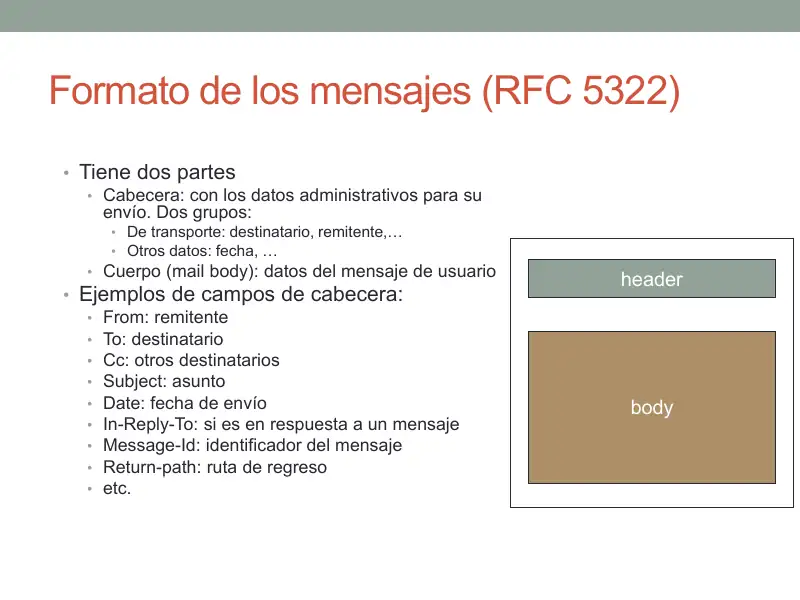 Formato de los mensajes (RFC 5322)
• Tiene dos partes
• Cabecera: con los datos administrativos para su
envío. Dos grupos:
• De transporte: destinatario, remitente,…
• Otros datos: fecha, …
• Cuerpo (mail body): datos del mensaje de usuario
• Ejemplos de campos de cabecera:
• From: remitente
• To: destinatario
• Cc: otros destinatarios
• Subject: asunto
• Date: fecha de envío
• In-Reply-To: si es en respuesta a un mensaje
• Message-Id: identificador del mensaje
• Return-path: ruta de regreso
• etc.
header
body